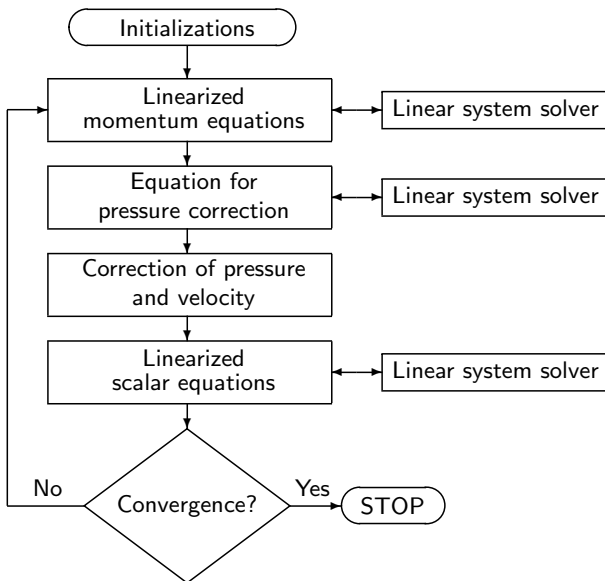 Initializations
Linearized
momentum equations
Linear system solver
Equation for
pressure correction
Linear system solver
Correction of pressure
and velocity
Linearized
scalar equations
Linear system solver
No
Convergence?
Yes
STOP